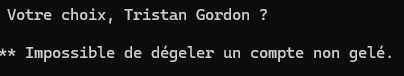 Votre choix, Tristan Gordon ?
** Impossible de dégeler un compte non gelé.